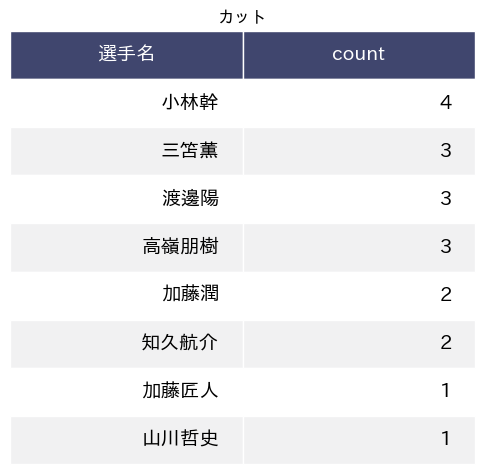 カット
選手名 count
小林幹 4
三笘薫 3
渡邊陽 3
高嶺朋樹 3
加藤潤 2
知久航介 2
加藤匠人 1
山川哲史 1